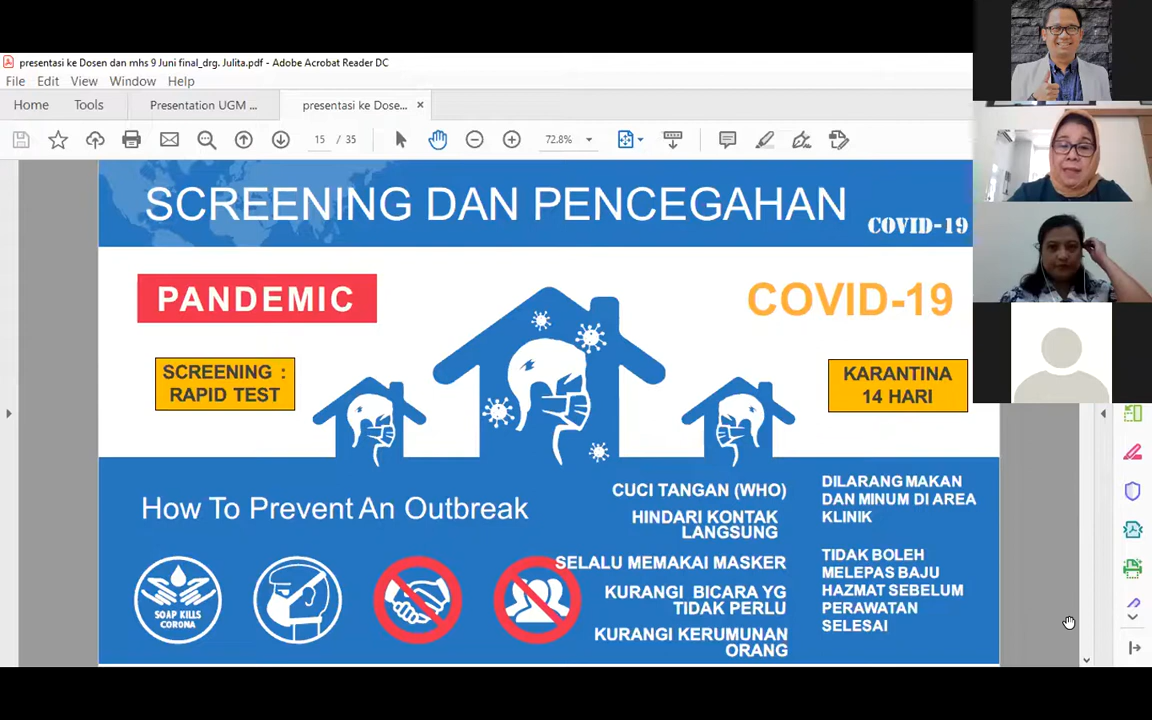 presentasi ke Dosen dan mhs 9 Juni final_drg. Julita.pdf - Adobe Acrobat Reader DC
File Edit View Window Help
Home Tools Presentation UGM ... presentasi ke Dose... ×
15 / 35 72.8%
SCREENING DAN PENCEGAHAN
COVID-19
PANDEMIC
COVID-19
SCREENING :
RAPID TEST
KARANTINA
14 HARI
How To Prevent An Outbreak
SOAP KILLS
CORONA
CUCI TANGAN (WHO)
HINDARI KONTAK
LANGSUNG
SELALU MEMAKAI MASKER
KURANGI BICARA YG
TIDAK PERLU
KURANGI KERUMUNAN
ORANG
DILARANG MAKAN
DAN MINUM DI AREA
KLINIK
TIDAK BOLEH
MELEPAS BAJU
HAZMAT SEBELUM
PERAWATAN
SELESAI